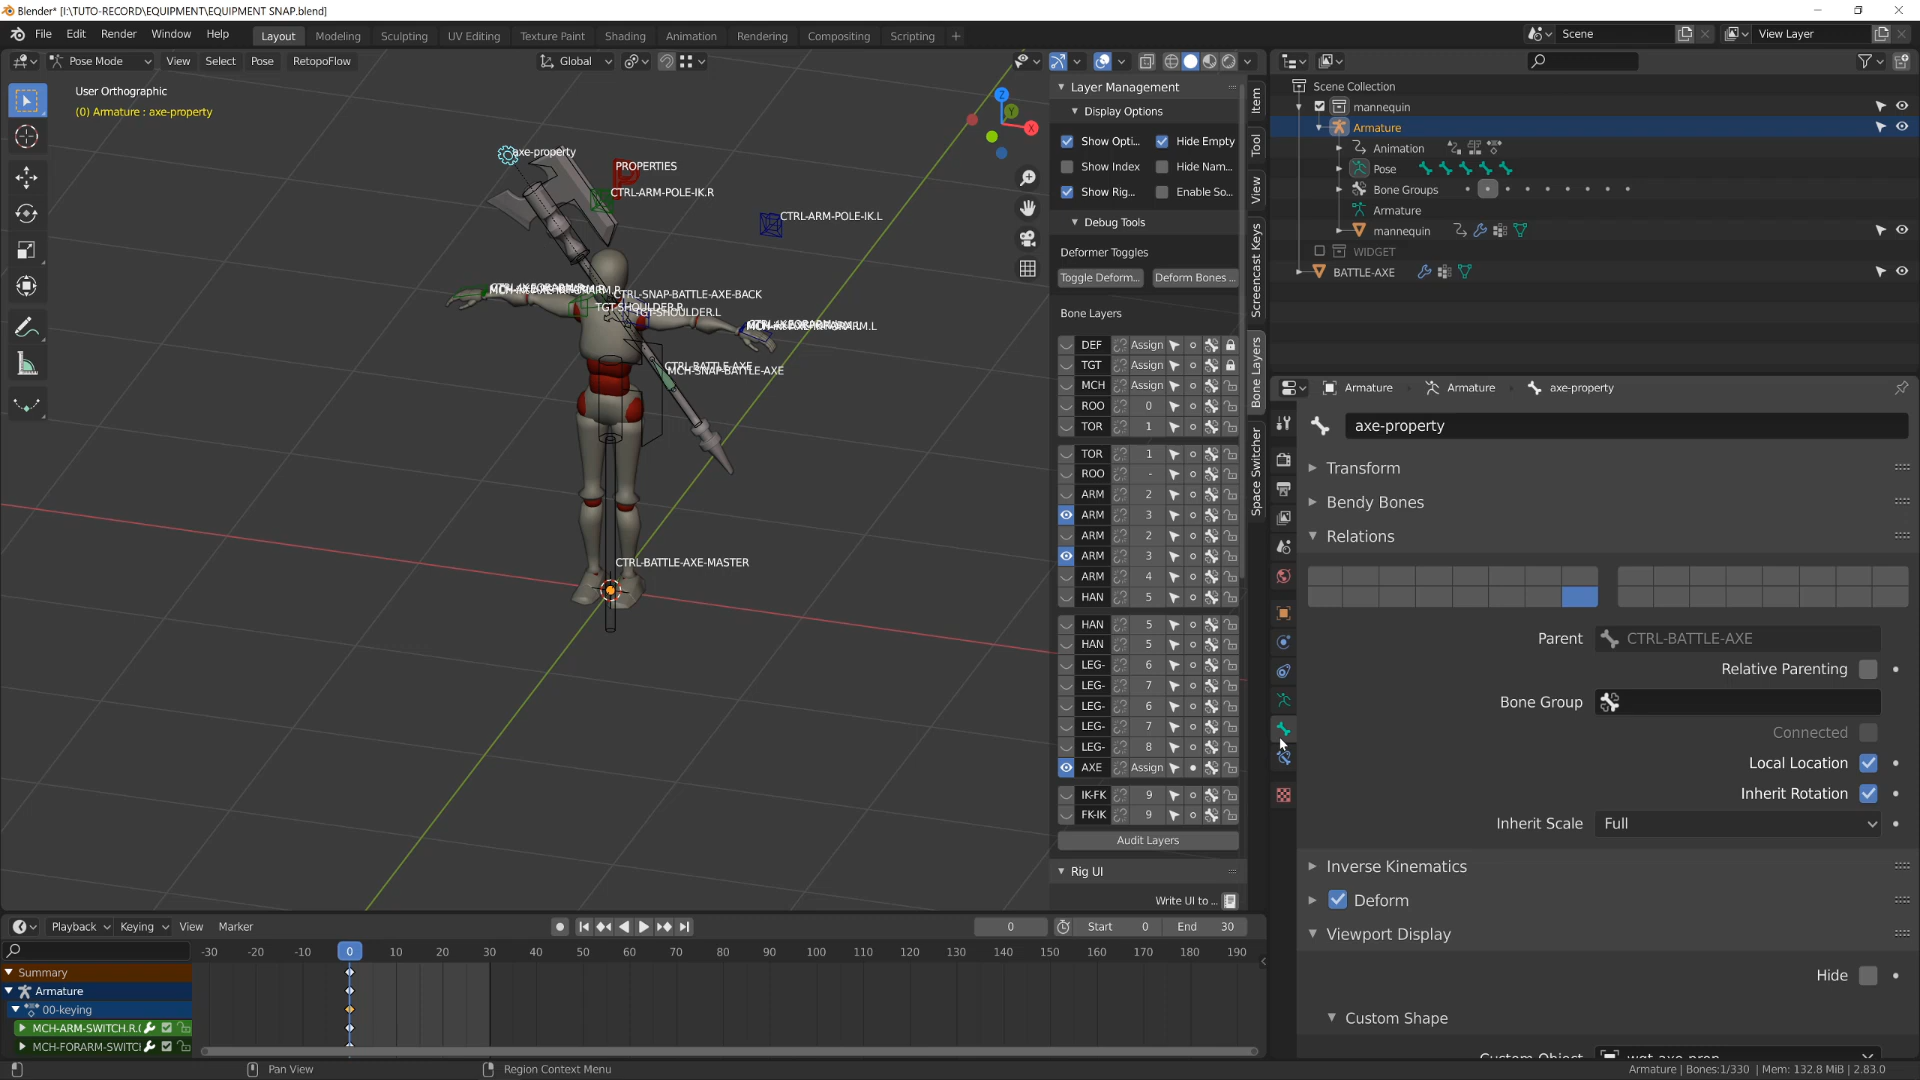 Blender* [I:\TUTO-RECORD\EQUIPMENT\EQUIPMENT SNAP.blend]
File Edit Render Window Help Layout Modeling Sculpting UV Editing Texture Paint Shading Animation Rendering Compositing Scripting Scene View Layer
Pose Mode View Select Pose RetopoFlow Global
User Orthographic
(0) Armature : axe-property
axe-property
PROPERTIES
CTRL-ARM-POLE-IK.R
CTRL-ARM-POLE-IK.L
CTRL-SNAP-BATTLE-AXE-BACK
TGT-SHOULDER.R
TGT-SHOULDER.L
CTRL-BATTLE-AXE
MCH-SNAP-BATTLE-AXE
CTRL-BATTLE-AXE-MASTER
Layer Management
Display Options
Show Opti... Hide Empty
Show Index Hide Nam...
Show Rig... Enable So...
Debug Tools
Deformer Toggles
Toggle Deform... Deform Bones ...
Bone Layers
DEF Assign
TGT Assign
MCH Assign
ROO 0
TOR 1
TOR 1
ROO -
ARM 2
ARM 3
ARM 2
ARM 3
ARM 4
HAN 5
HAN 5
HAN 5
LEG- 6
LEG- 7
LEG- 6
LEG- 7
LEG- 8
AXE Assign
IK-FK 9
FK-IK 9
Audit Layers
Rig UI
Write UI to ...
Item
Tool
View
Screencast Keys
Bone Layers
Space Switcher
Scene Collection
mannequin
Armature
Animation
Pose
Bone Groups
Armature
mannequin
WIDGET
BATTLE-AXE
Armature Armature axe-property
axe-property
Transform
Bendy Bones
Relations
Parent CTRL-BATTLE-AXE
Relative Parenting
Bone Group
Connected
Local Location
Inherit Rotation
Inherit Scale Full
Inverse Kinematics
Deform
Viewport Display
Hide
Custom Shape
Custom Object wgt-axe-prop
Playback Keying View Marker 0 Start 0 End 30
-30 -20 -10 0 10 20 30 40 50 60 70 80 90 100 110 120 130 140 150 160 170 180 190
Summary
Armature
00-keying
MCH-ARM-SWITCH.R.(
MCH-FORARM-SWITCI
Pan View Region Context Menu Armature | Bones:1/330 | Mem: 132.8 MiB | 2.83.0